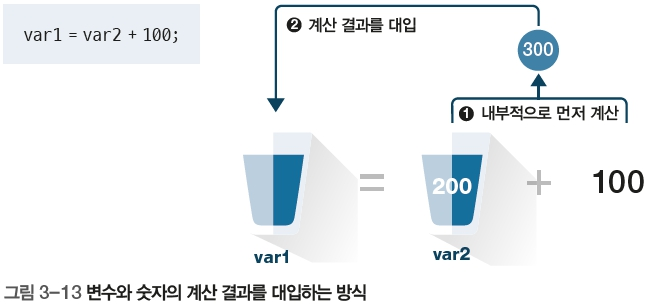 var1 = var2 + 100;
❷ 계산 결과를 대입
300
❶ 내부적으로 먼저 계산
= 200 + 100
var1 var2
그림 3-13 변수와 숫자의 계산 결과를 대입하는 방식